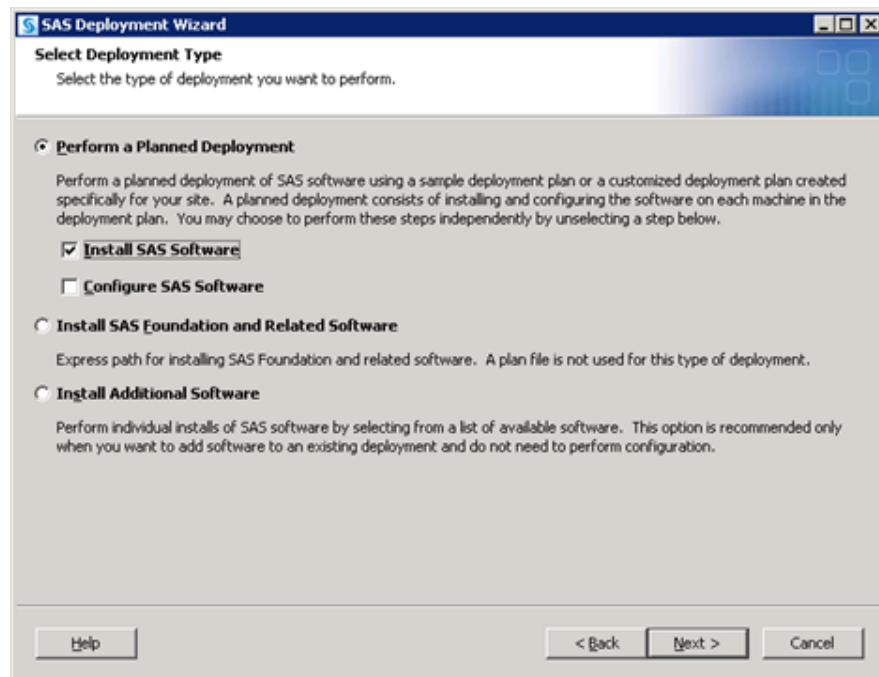 SAS Deployment Wizard
Select Deployment Type
Select the type of deployment you want to perform.
Perform a Planned Deployment
Perform a planned deployment of SAS software using a sample deployment plan or a customized deployment plan created
specifically for your site. A planned deployment consists of installing and configuring the software on each machine in the
deployment plan. You may choose to perform these steps independently by unselecting a step below.
Install SAS Software
Configure SAS Software
Install SAS Foundation and Related Software
Express path for installing SAS Foundation and related software. A plan file is not used for this type of deployment.
Install Additional Software
Perform individual installs of SAS software by selecting from a list of available software. This option is recommended only
when you want to add software to an existing deployment and do not need to perform configuration.
Help
< Back
Next >
Cancel